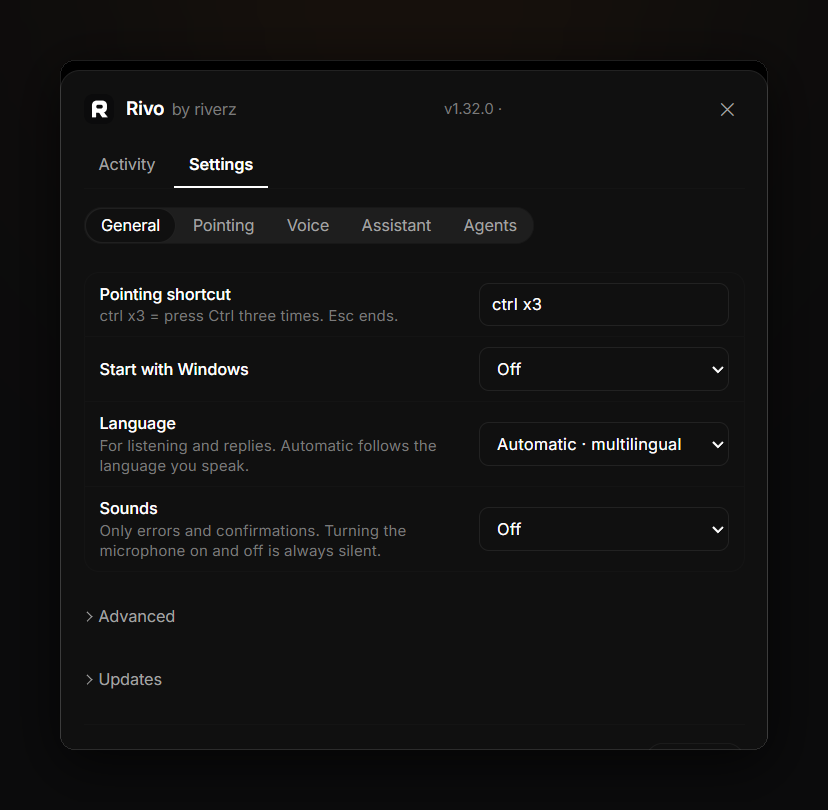 Rivo by riverz
v1.32.0 ·
Activity
Settings
General
Pointing
Voice
Assistant
Agents
Pointing shortcut
ctrl x3 = press Ctrl three times. Esc ends.
ctrl x3
Start with Windows
Off
Language
For listening and replies. Automatic follows the
language you speak.
Automatic · multilingual
Sounds
Only errors and confirmations. Turning the
microphone on and off is always silent.
Off
Advanced
Updates